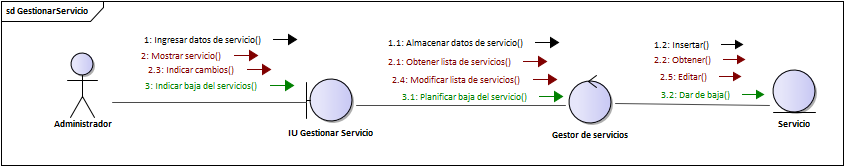 sd GestionarServicio
1: Ingresar datos de servicio()
2: Mostrar servicio()
2.3: Indicar cambios()
3: Indicar baja del servicios()
1.1: Almacenar datos de servicio()
2.1: Obtener lista de servicios()
2.4: Modificar lista de servicios()
3.1: Planificar baja del servicio()
1.2: Insertar()
2.2: Obtener()
2.5: Editar()
3.2: Dar de baja()
Administrador
IU Gestionar Servicio
Gestor de servicios
Servicio